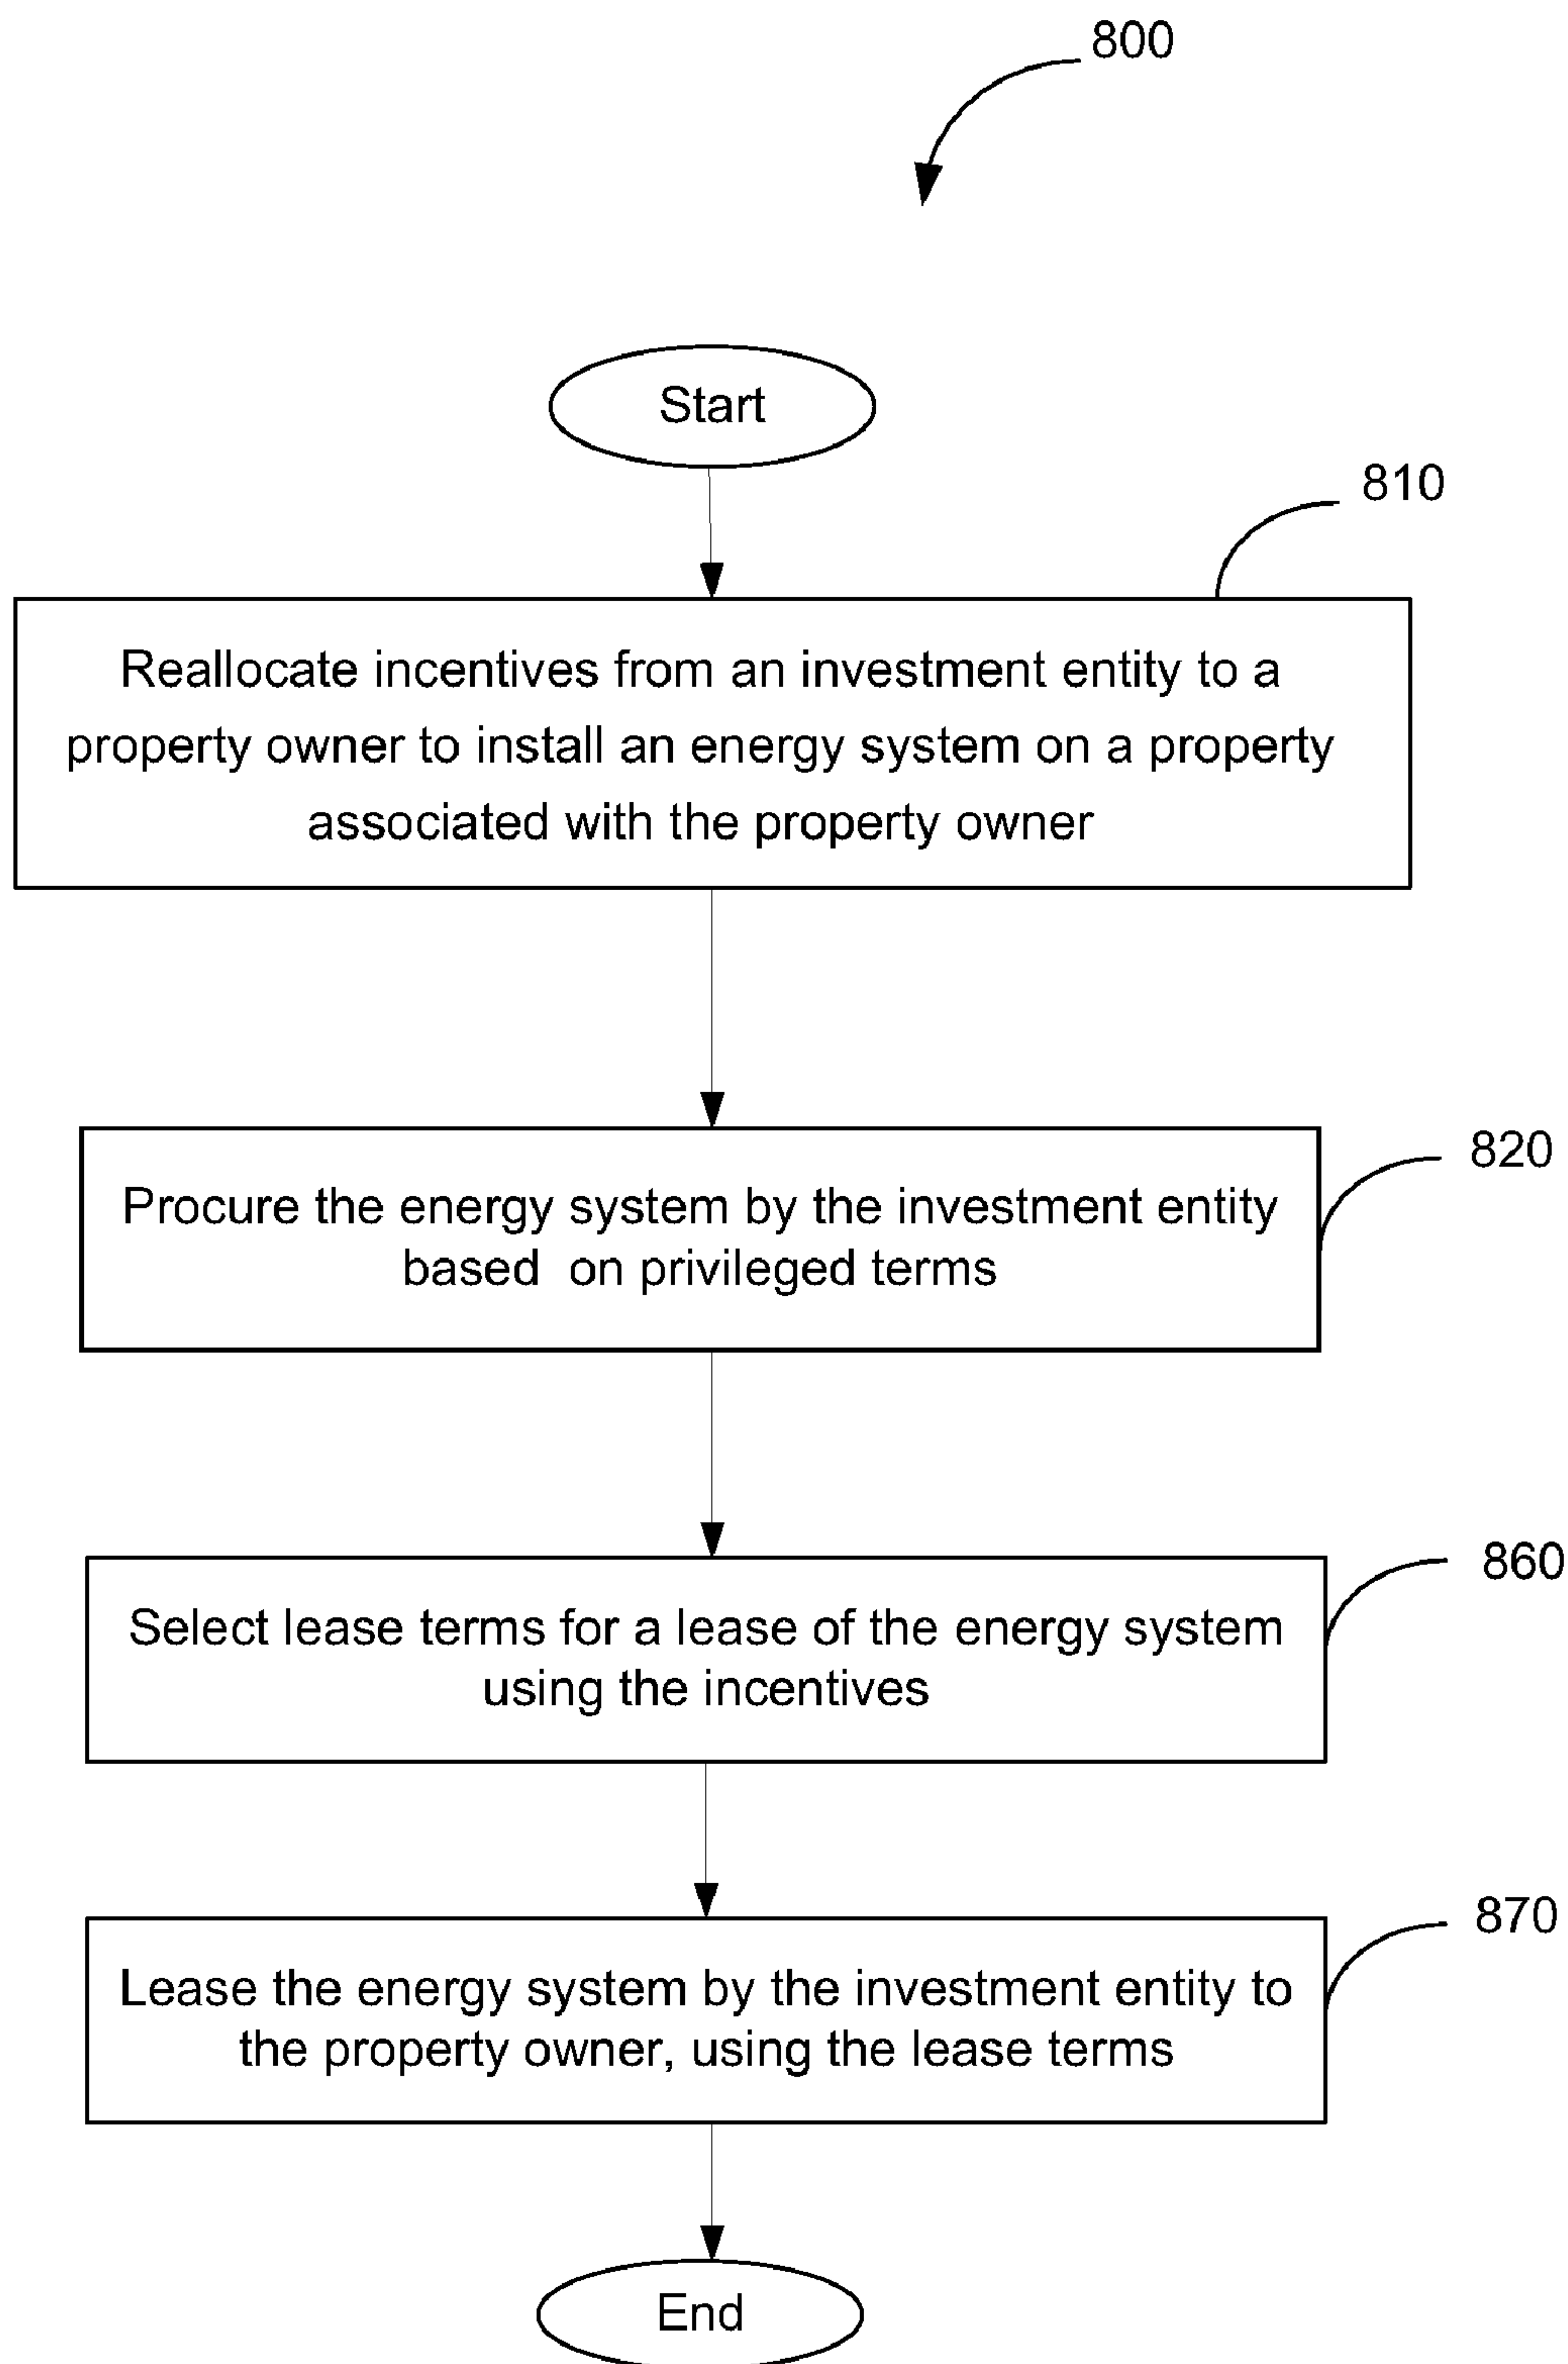 800
Start
810
Reallocate incentives from an investment entity to a
property owner to install an energy system on a property
associated with the property owner
820
Procure the energy system by the investment entity
based on privileged terms
860
Select lease terms for a lease of the energy system
using the incentives
870
Lease the energy system by the investment entity to
the property owner, using the lease terms
End